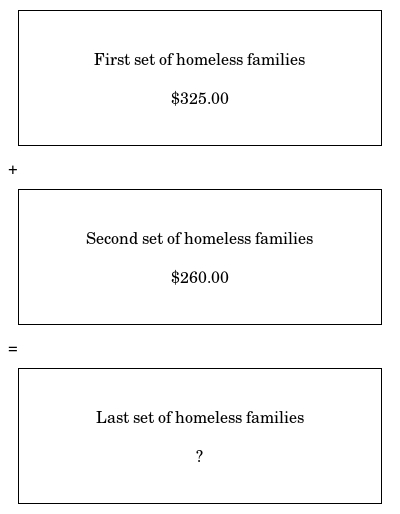 First set of homeless families
$325.00
+
Second set of homeless families
$260.00
=
Last set of homeless families
?